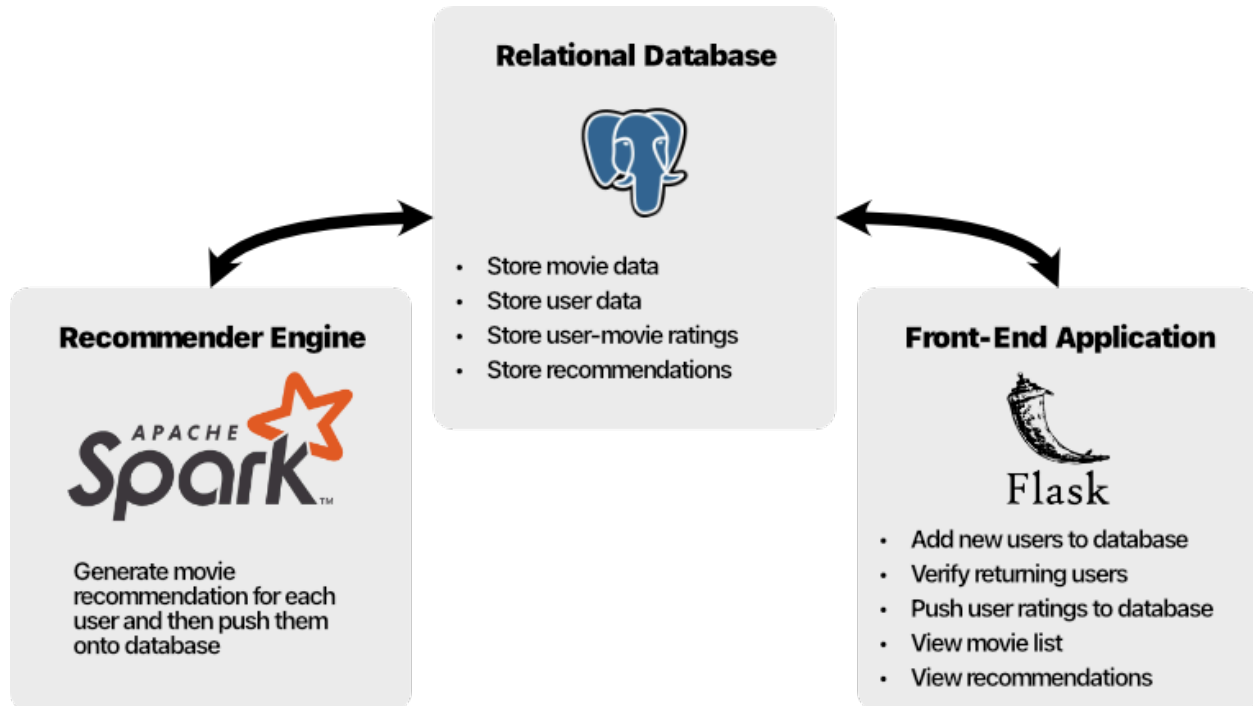 Relational Database
• Store movie data
• Store user data
• Store user-movie ratings
• Store recommendations
Recommender Engine
APACHE
Spark™
Generate movie
recommendation for each
user and then push them
onto database
Front-End Application
Flask
• Add new users to database
• Verify returning users
• Push user ratings to database
• View movie list
• View recommendations